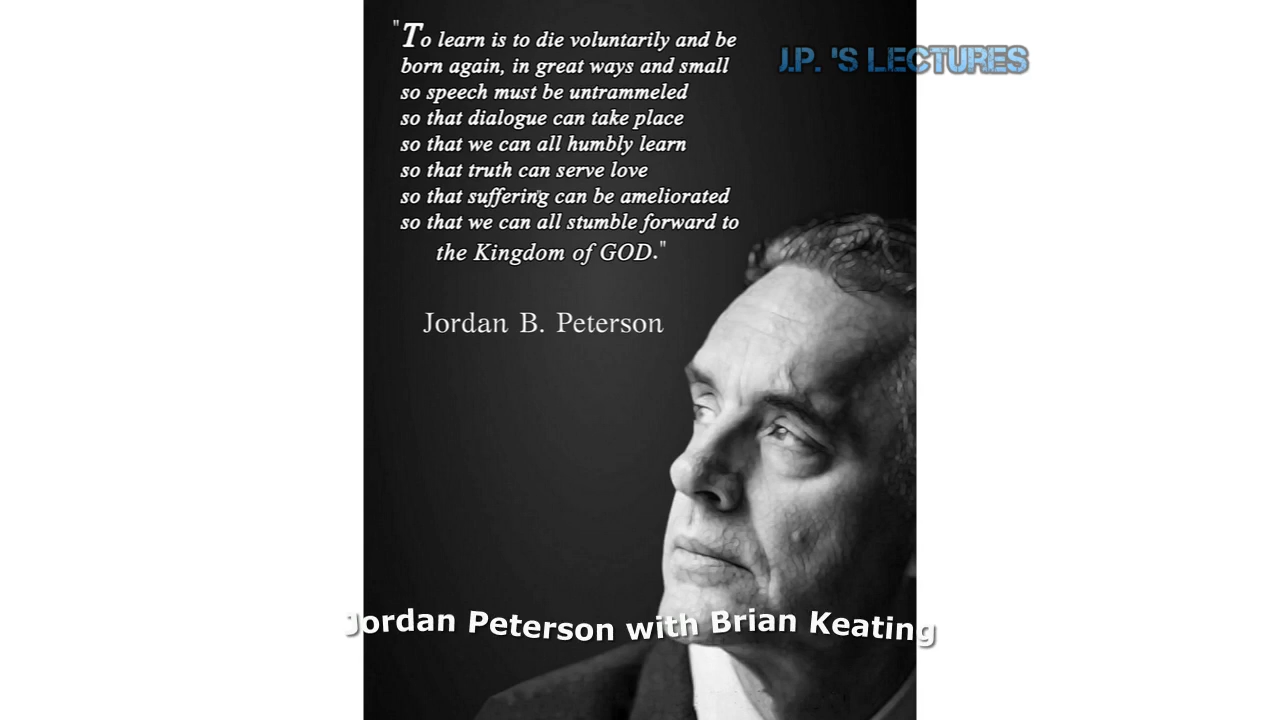 "To learn is to die voluntarily and be
born again, in great ways and small
so speech must be untrammeled
so that dialogue can take place
so that we can all humbly learn
so that truth can serve love
so that suffering can be ameliorated
so that we can all stumble forward to
the Kingdom of GOD."
Jordan B. Peterson
J.P. 'S LECTURES
Jordan Peterson with Brian Keating